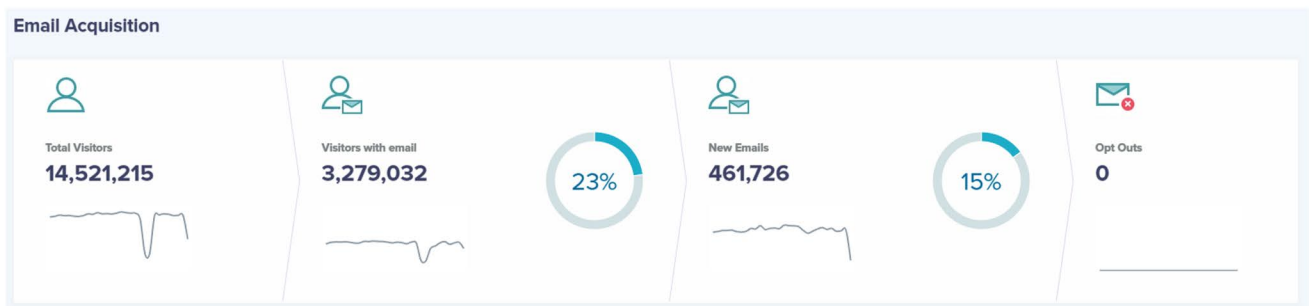 Email Acquisition
Total Visitors
14,521,215
Visitors with email
3,279,032
23%
New Emails
461,726
15%
Opt Outs
0